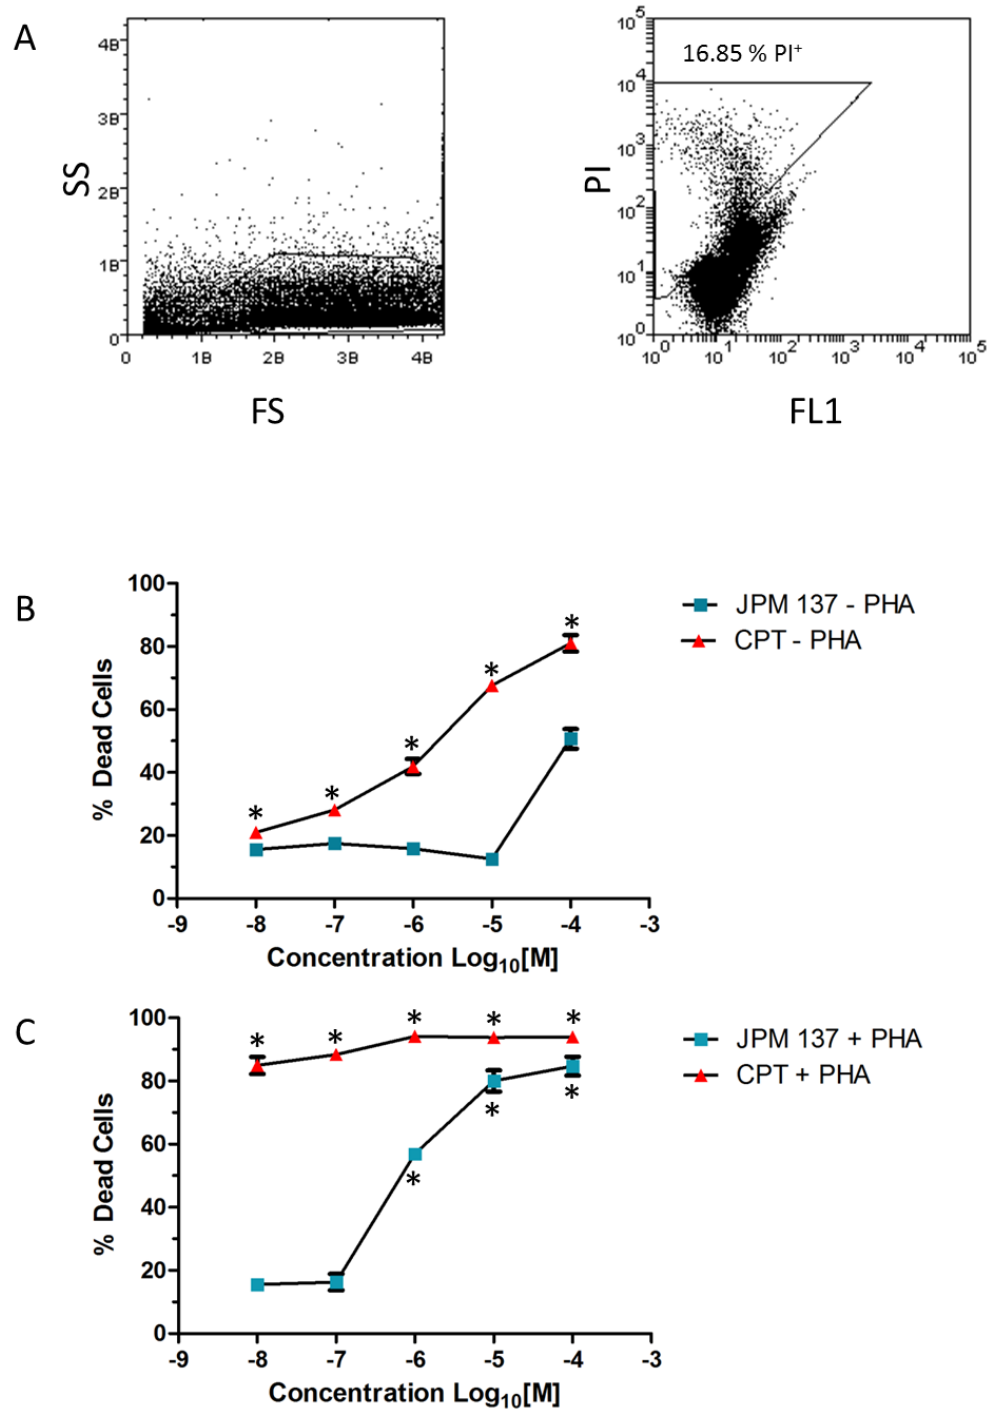 A
SS
4B
3B
2B
1B
0
0 1B 2B 3B 4B
FS
PI
10^5
10^4
10^3
10^2
10^1
10^0
16.85 % PI+
10^0 10^1 10^2 10^3 10^4 10^5
FL1
B
% Dead Cells
100
80
60
40
20
0
* * * * *
-9 -8 -7 -6 -5 -4 -3
Concentration Log10[M]
JPM 137 - PHA
CPT - PHA
C
% Dead Cells
100
80
60
40
20
0
* * * * *
* * *
-9 -8 -7 -6 -5 -4 -3
Concentration Log10[M]
JPM 137 + PHA
CPT + PHA